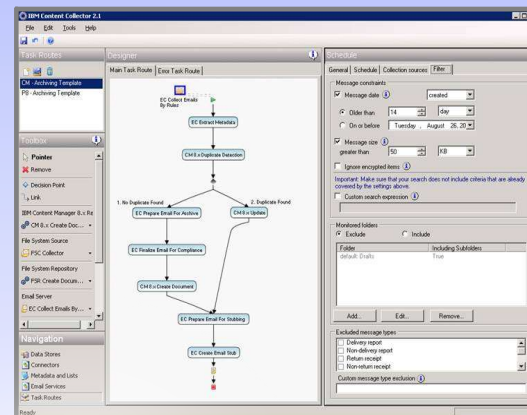 IBM Content Collector 2.1
File Edit Tools Help
Task Routes
CM - Archiving Template
P8 - Archiving Template
Toolbox
Pointer
Remove
Decision Point
Link
IBM Content Manager 8.x Re
CM 8.x Create Doc...
File System Source
FSC Collector
File System Repository
FSR Create Docum...
Email Server
EC Collect Emails By...
Navigation
Data Stores
Connectors
Metadata and Lists
Email Services
Task Routes
Ready
Designer
Main Task Route
Error Task Route
EC Collect Emails
By Rules
EC Extract Metadata
CM 8.x Duplicate Detection
1. No Duplicate Found
2. Duplicate Found
EC Prepare Email For Archive
CM 8.x Update
EC Finalize Email For Compliance
CM 8.x Create Document
EC Prepare Email For Stubbing
EC Create Email Stub
Schedule
General
Schedule
Collection sources
Filter
Message constraints
Message date
created
Older than
14
day
On or before
Tuesday , August 26, 20
Message size
greater than
50
KB
Ignore encrypted items
Important: Make sure that your search does not include criteria that are already
covered by the settings above.
Custom search expression
Monitored folders
Exclude
Include
Folder
Including Subfolders
default: Drafts
True
Add...
Edit...
Remove...
Excluded message types
Delivery report
Non-delivery report
Return receipt
Non-return receipt
Custom message type exclusion